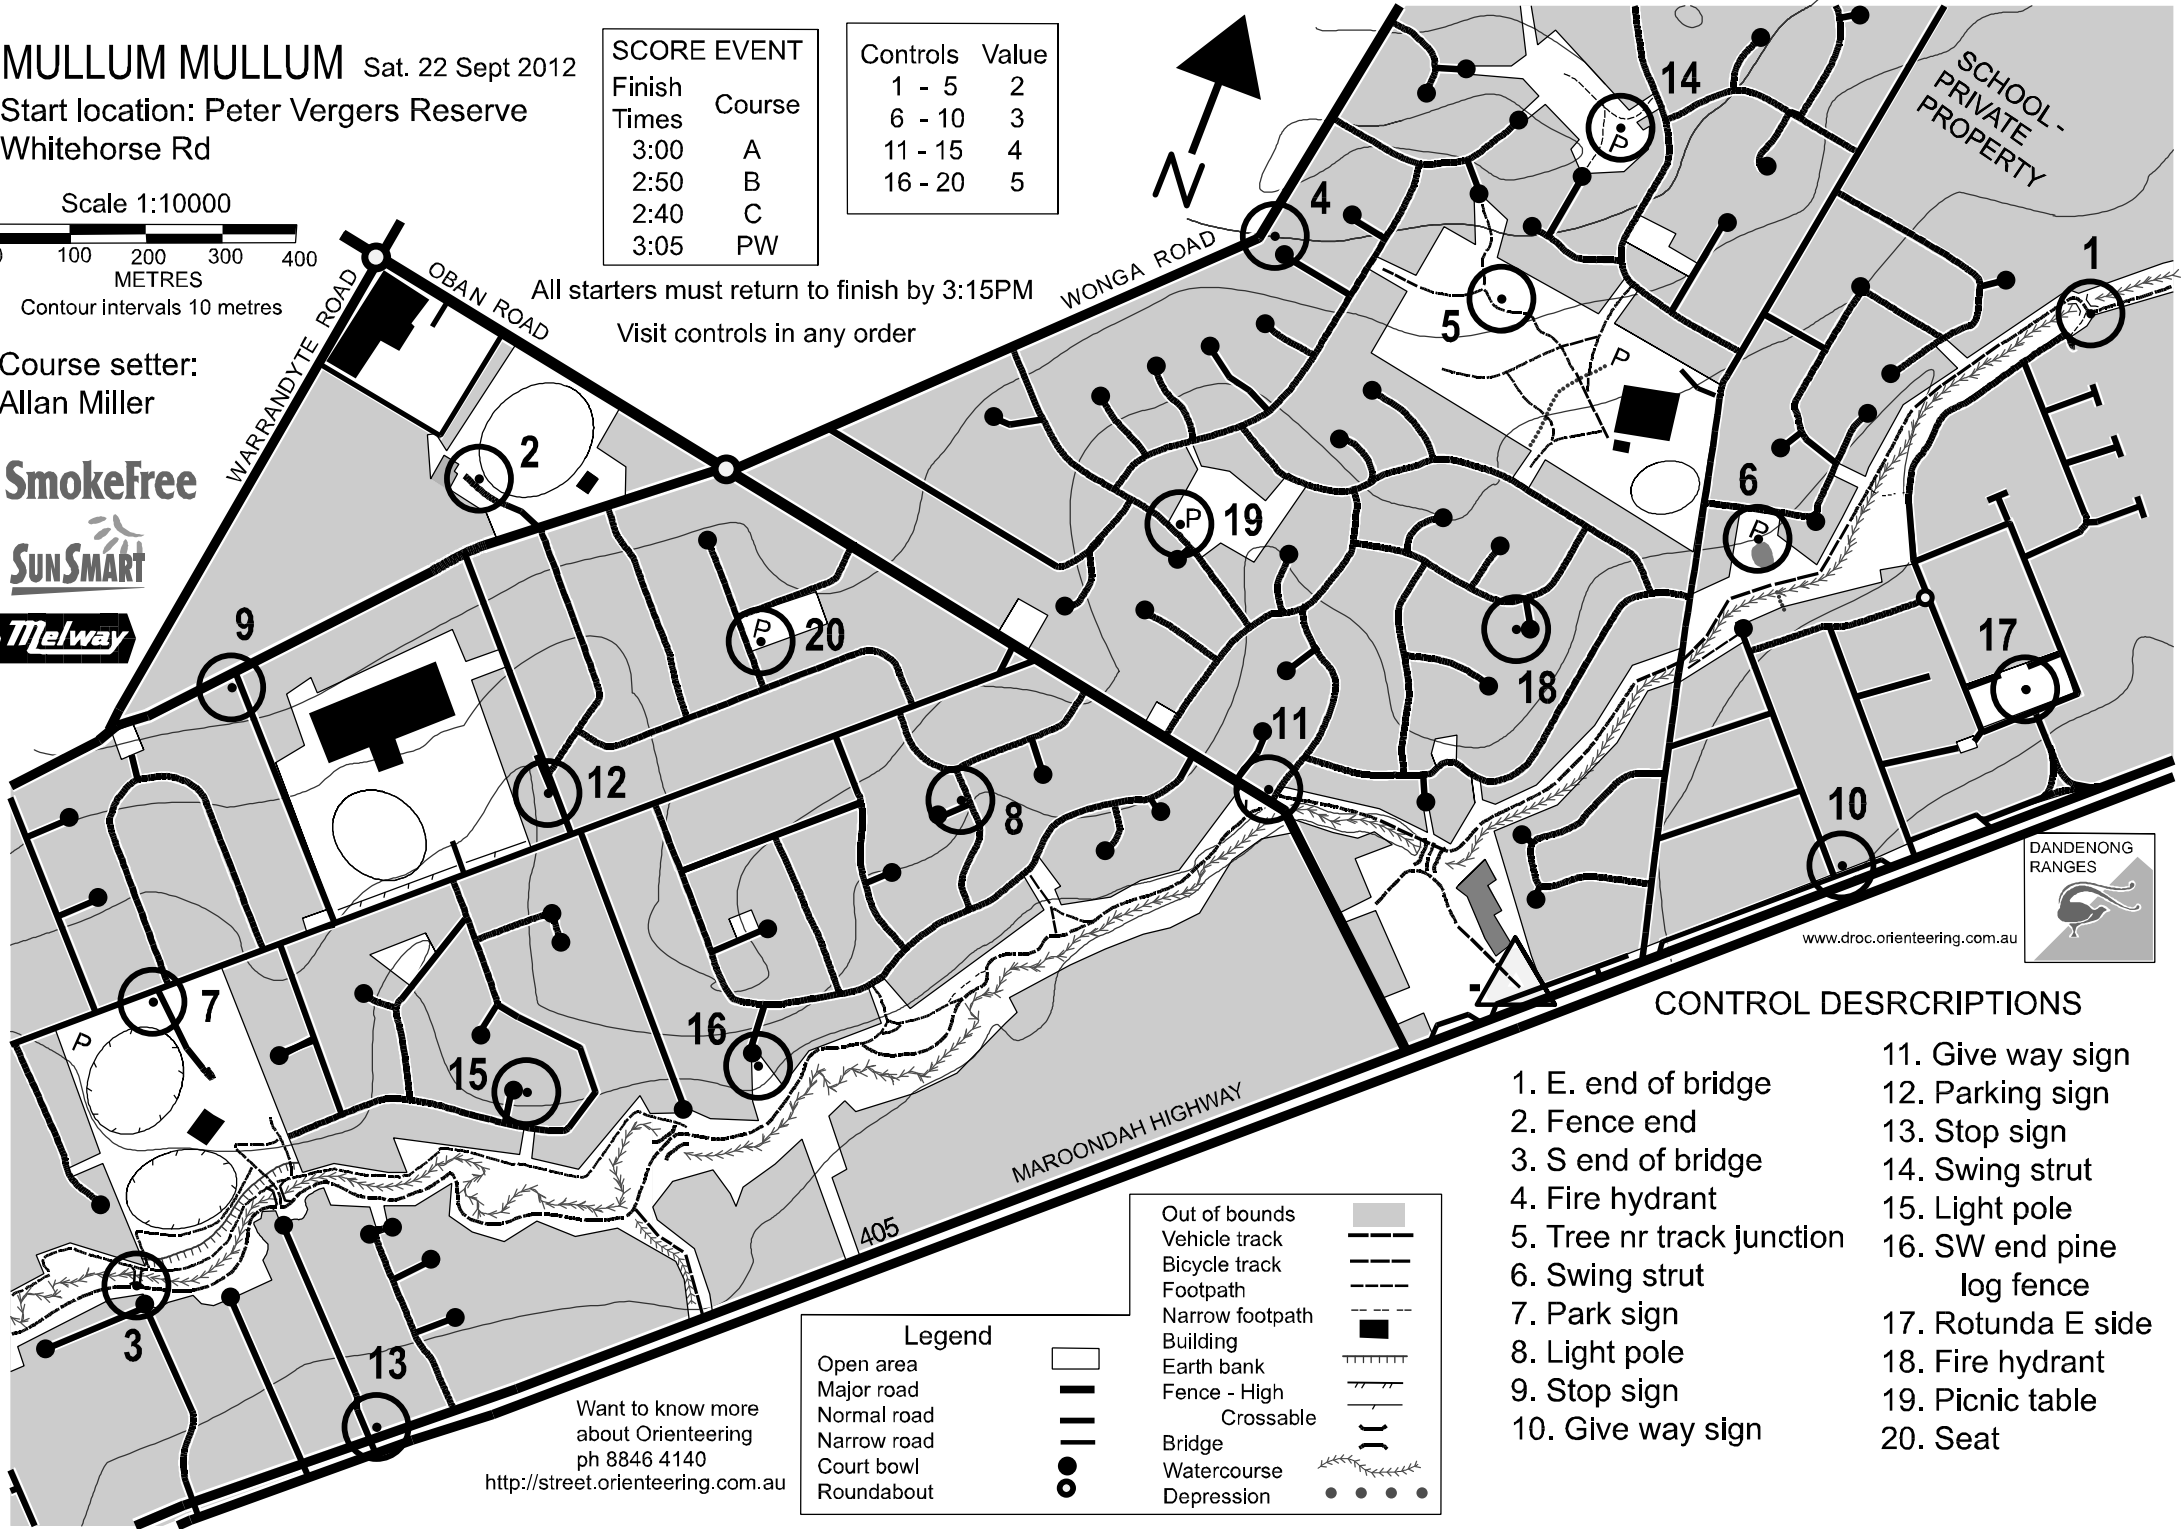 MULLUM MULLUM Sat. 22 Sept 2012
Start location: Peter Vergers Reserve
Whitehorse Rd
Scale 1:10000
0 100 200 300 400
METRES
Contour intervals 10 metres
Course setter:
Allan Miller
SmokeFree
SUNSMART
Melway
SCORE EVENT
Finish
Times Course
3:00 A
2:50 B
2:40 C
3:05 PW
Controls Value
1 - 5 2
6 - 10 3
11 - 15 4
16 - 20 5
All starters must return to finish by 3:15PM
Visit controls in any order
N
WARRANDYTE ROAD
OBAN ROAD
WONGA ROAD
SCHOOL -
PRIVATE
PROPERTY
14
P
4
1
5
P
2
6
P
19
P
9
20
P
17
18
11
12
8
10
7
P
16
15
3
13
MAROONDAH HIGHWAY
405
DANDENONG
RANGES
www.droc.orienteering.com.au
CONTROL DESRCRIPTIONS
1. E. end of bridge
2. Fence end
3. S end of bridge
4. Fire hydrant
5. Tree nr track junction
6. Swing strut
7. Park sign
8. Light pole
9. Stop sign
10. Give way sign
11. Give way sign
12. Parking sign
13. Stop sign
14. Swing strut
15. Light pole
16. SW end pine
log fence
17. Rotunda E side
18. Fire hydrant
19. Picnic table
20. Seat
Want to know more
about Orienteering
ph 8846 4140
http://street.orienteering.com.au
Legend
Open area
Major road
Normal road
Narrow road
Court bowl
Roundabout
Out of bounds
Vehicle track
Bicycle track
Footpath
Narrow footpath
Building
Earth bank
Fence - High
Crossable
Bridge
Watercourse
Depression